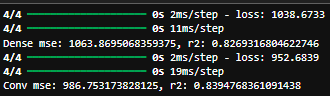 4/4 ━━━━━━━━━━━━━━━━━━━━ 0s 2ms/step - loss: 1038.6733
4/4 ━━━━━━━━━━━━━━━━━━━━ 0s 11ms/step
Dense mse: 1063.8695068359375, r2: 0.8269316804622746
4/4 ━━━━━━━━━━━━━━━━━━━━ 0s 2ms/step - loss: 952.6839
4/4 ━━━━━━━━━━━━━━━━━━━━ 0s 19ms/step
Conv mse: 986.753173828125, r2: 0.8394768361091438